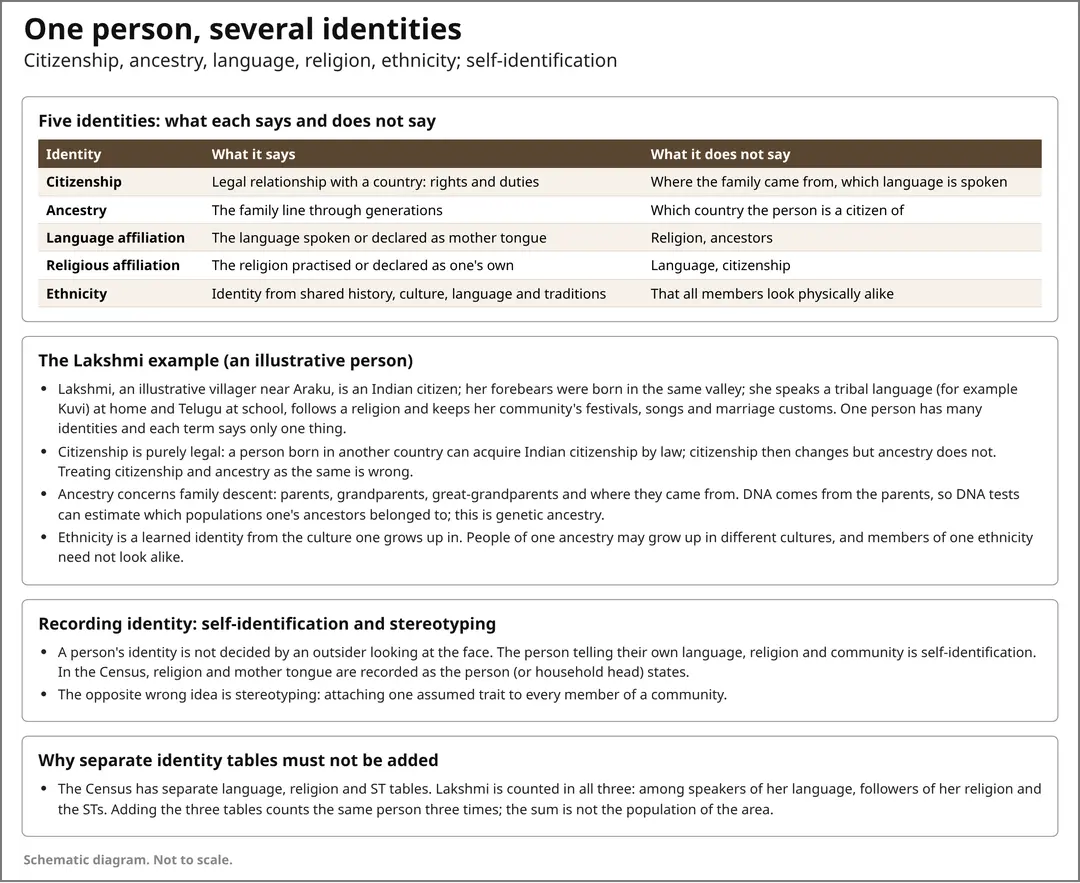 One person, several identities
Citizenship, ancestry, language, religion, ethnicity; self-identification
Five identities: what each says and does not say
Identity What it says What it does not say
Citizenship Legal relationship with a country: rights and duties Where the family came from, which language is spoken
Ancestry The family line through generations Which country the person is a citizen of
Language affiliation The language spoken or declared as mother tongue Religion, ancestors
Religious affiliation The religion practised or declared as one's own Language, citizenship
Ethnicity Identity from shared history, culture, language and traditions That all members look physically alike
The Lakshmi example (an illustrative person)
• Lakshmi, an illustrative villager near Araku, is an Indian citizen; her forebears were born in the same valley; she speaks a tribal language (for example
Kuvi) at home and Telugu at school, follows a religion and keeps her community's festivals, songs and marriage customs. One person has many
identities and each term says only one thing.
• Citizenship is purely legal: a person born in another country can acquire Indian citizenship by law; citizenship then changes but ancestry does not.
Treating citizenship and ancestry as the same is wrong.
• Ancestry concerns family descent: parents, grandparents, great-grandparents and where they came from. DNA comes from the parents, so DNA tests
can estimate which populations one's ancestors belonged to; this is genetic ancestry.
• Ethnicity is a learned identity from the culture one grows up in. People of one ancestry may grow up in different cultures, and members of one ethnicity
need not look alike.
Recording identity: self-identification and stereotyping
• A person's identity is not decided by an outsider looking at the face. The person telling their own language, religion and community is self-identification.
In the Census, religion and mother tongue are recorded as the person (or household head) states.
• The opposite wrong idea is stereotyping: attaching one assumed trait to every member of a community.
Why separate identity tables must not be added
• The Census has separate language, religion and ST tables. Lakshmi is counted in all three: among speakers of her language, followers of her religion and
the STs. Adding the three tables counts the same person three times; the sum is not the population of the area.
Schematic diagram. Not to scale.